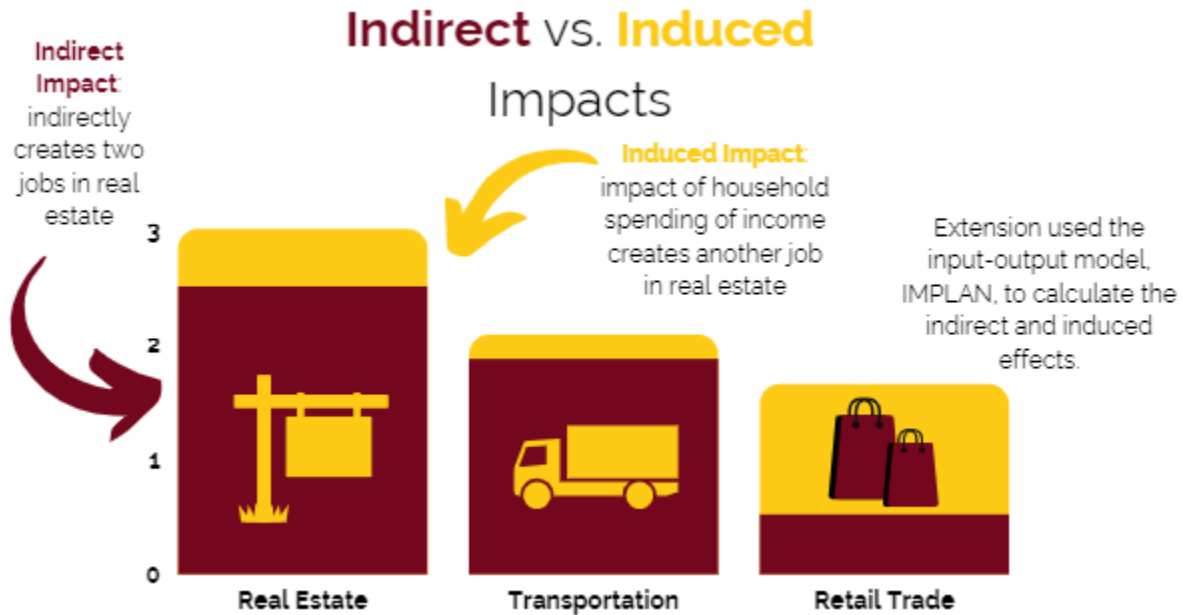 Indirect vs. Induced
Impacts
Indirect
Impact:
indirectly
creates two
jobs in real
estate
Induced Impact:
impact of household
spending of income
creates another job
in real estate
Extension used the
input-output model,
IMPLAN, to calculate the
indirect and induced
effects.
3
2
1
0
Real Estate
Transportation
Retail Trade